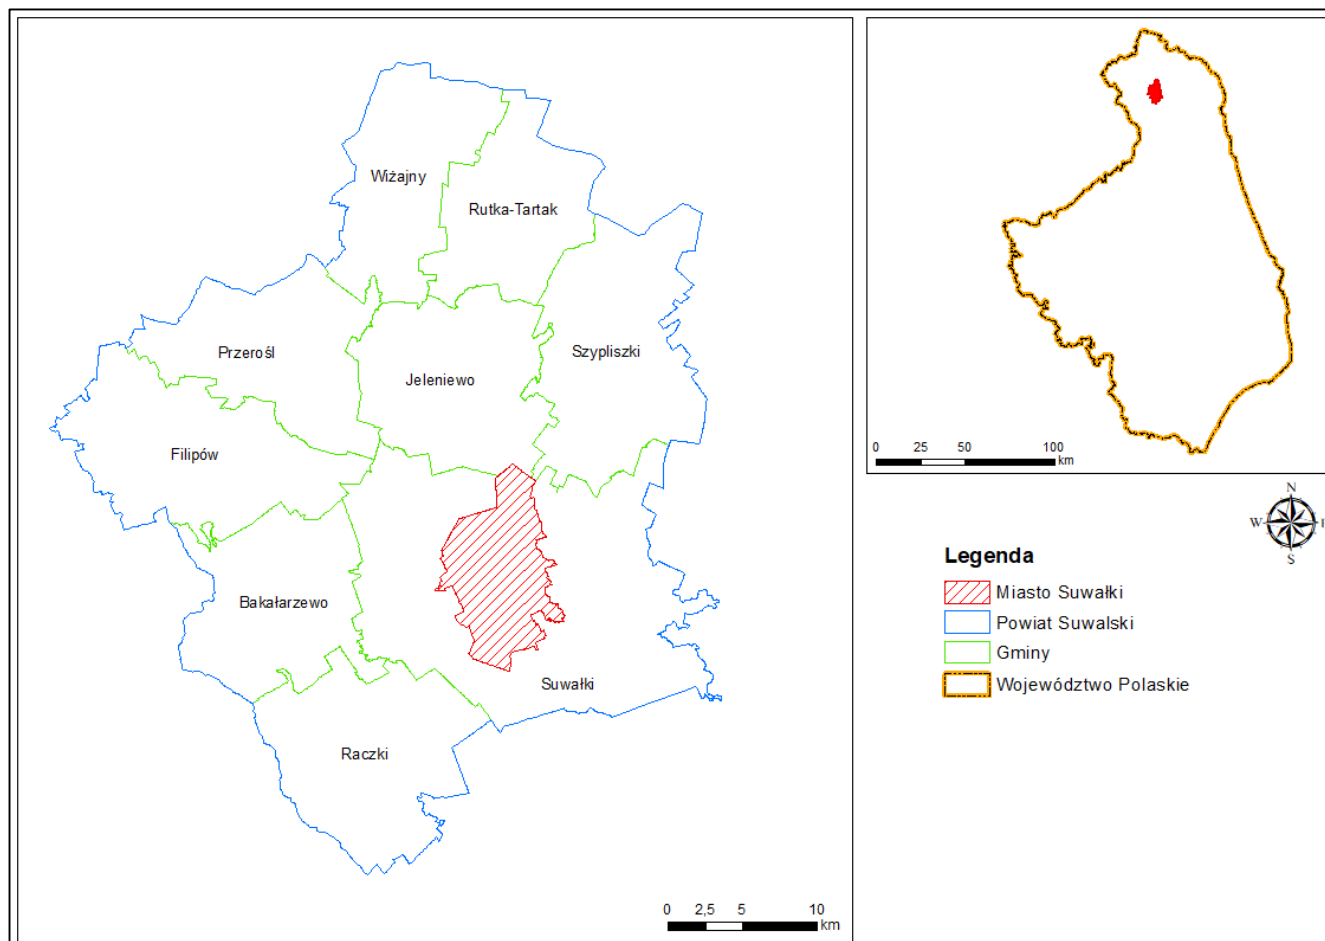 Wiżajny
Rutka-Tartak
Przerośl
Szypliszki
Jeleniewo
Filipów
Bakałarzewo
Suwałki
Raczki
0 2,5 5 10
km
0 25 50 100
km
N
W E
S
Legenda
Miasto Suwałki
Powiat Suwalski
Gminy
Województwo Polaskie